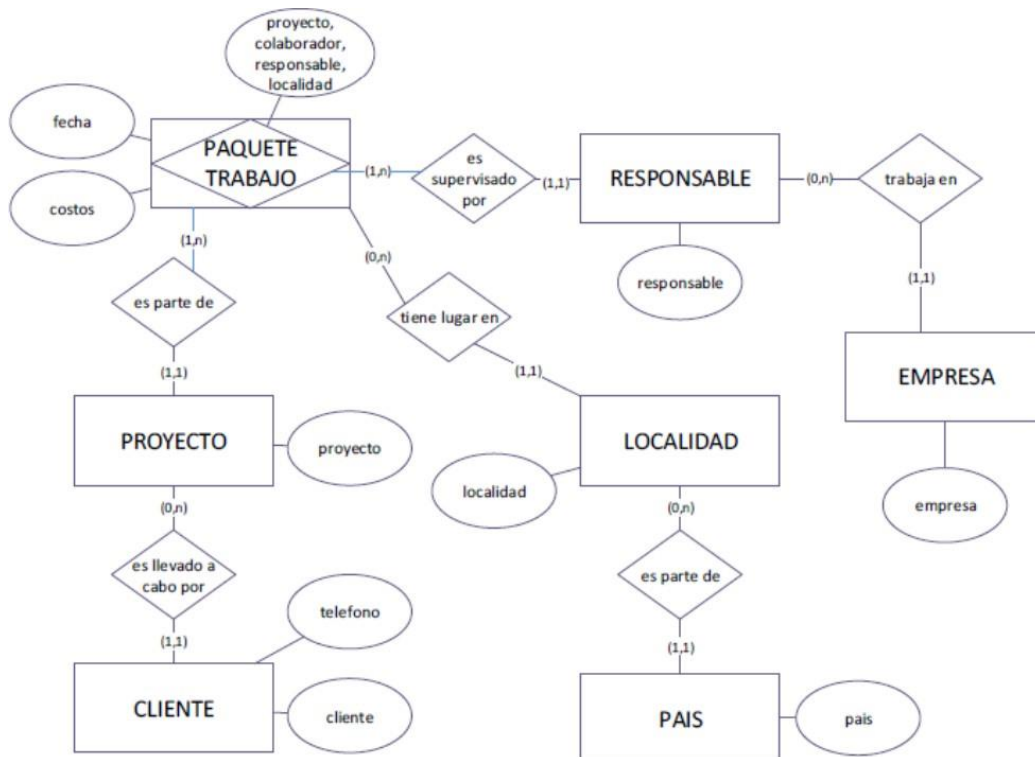 proyecto,
colaborador,
responsable,
localidad
fecha
PAQUETE
TRABAJO
costos
(1,n)
es
supervisado
por
(1,1)
RESPONSABLE
(0,n)
trabaja en
responsable
(1,1)
EMPRESA
empresa
(1,n)
es parte de
(1,1)
PROYECTO
proyecto
(0,n)
tiene lugar en
(1,1)
LOCALIDAD
localidad
(0,n)
es llevado a
cabo por
(1,1)
CLIENTE
telefono
cliente
(0,n)
es parte de
(1,1)
PAIS
pais